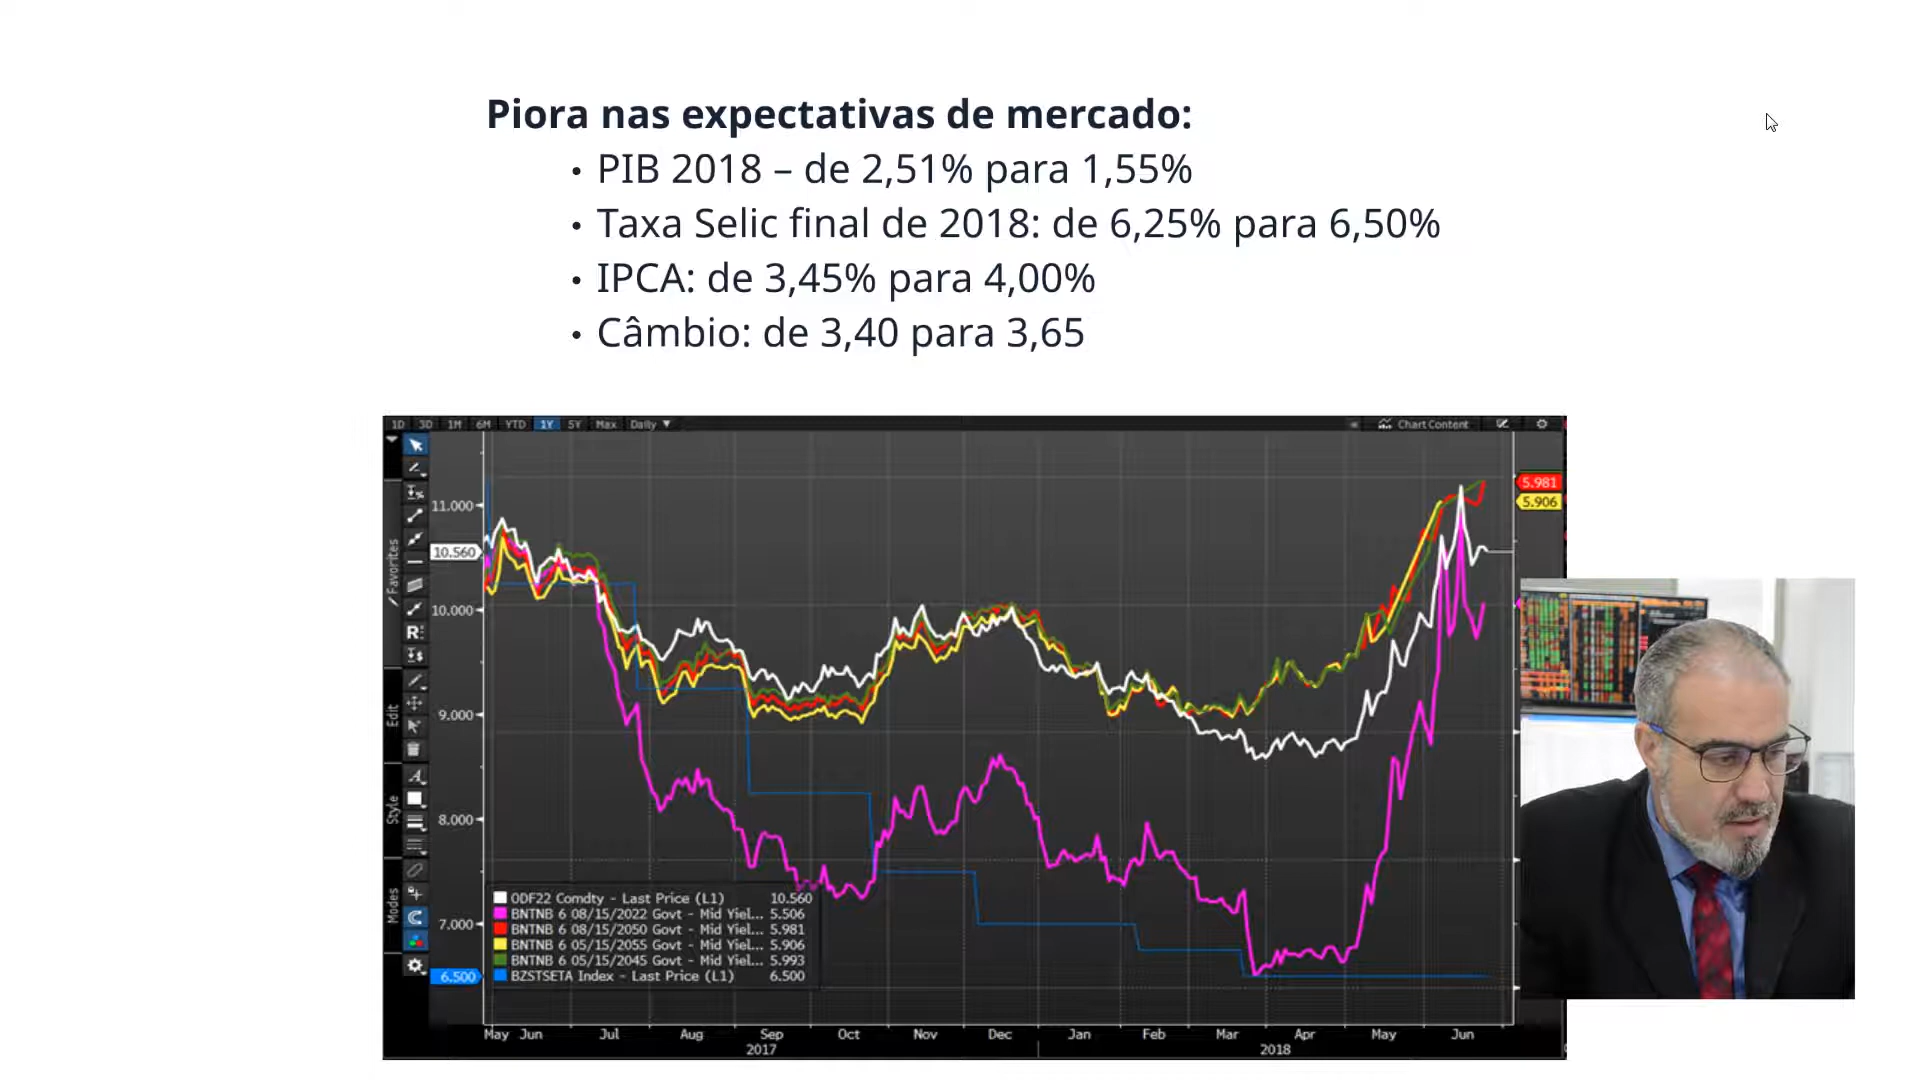 Piora nas expectativas de mercado:
• PIB 2018 – de 2,51% para 1,55%
• Taxa Selic final de 2018: de 6,25% para 6,50%
• IPCA: de 3,45% para 4,00%
• Câmbio: de 3,40 para 3,65
1D 3D 1M 6M YTD 1Y 5Y Max Daily ▼
Chart Content
Favorites
Edit
Style
Modes
11.000
10.560
10.000
9.000
8.000
7.000
6.500
5.981
5.906
ODF22 Comdty - Last Price (L1) 10.560
BNTNB 6 08/15/2022 Govt - Mid Yiel... 5.506
BNTNB 6 08/15/2050 Govt - Mid Yiel... 5.981
BNTNB 6 05/15/2055 Govt - Mid Yiel... 5.906
BNTNB 6 05/15/2045 Govt - Mid Yiel... 5.993
BZSTSETA Index - Last Price (L1) 6.500
May Jun Jul Aug Sep Oct Nov Dec Jan Feb Mar Apr May Jun
2017 2018